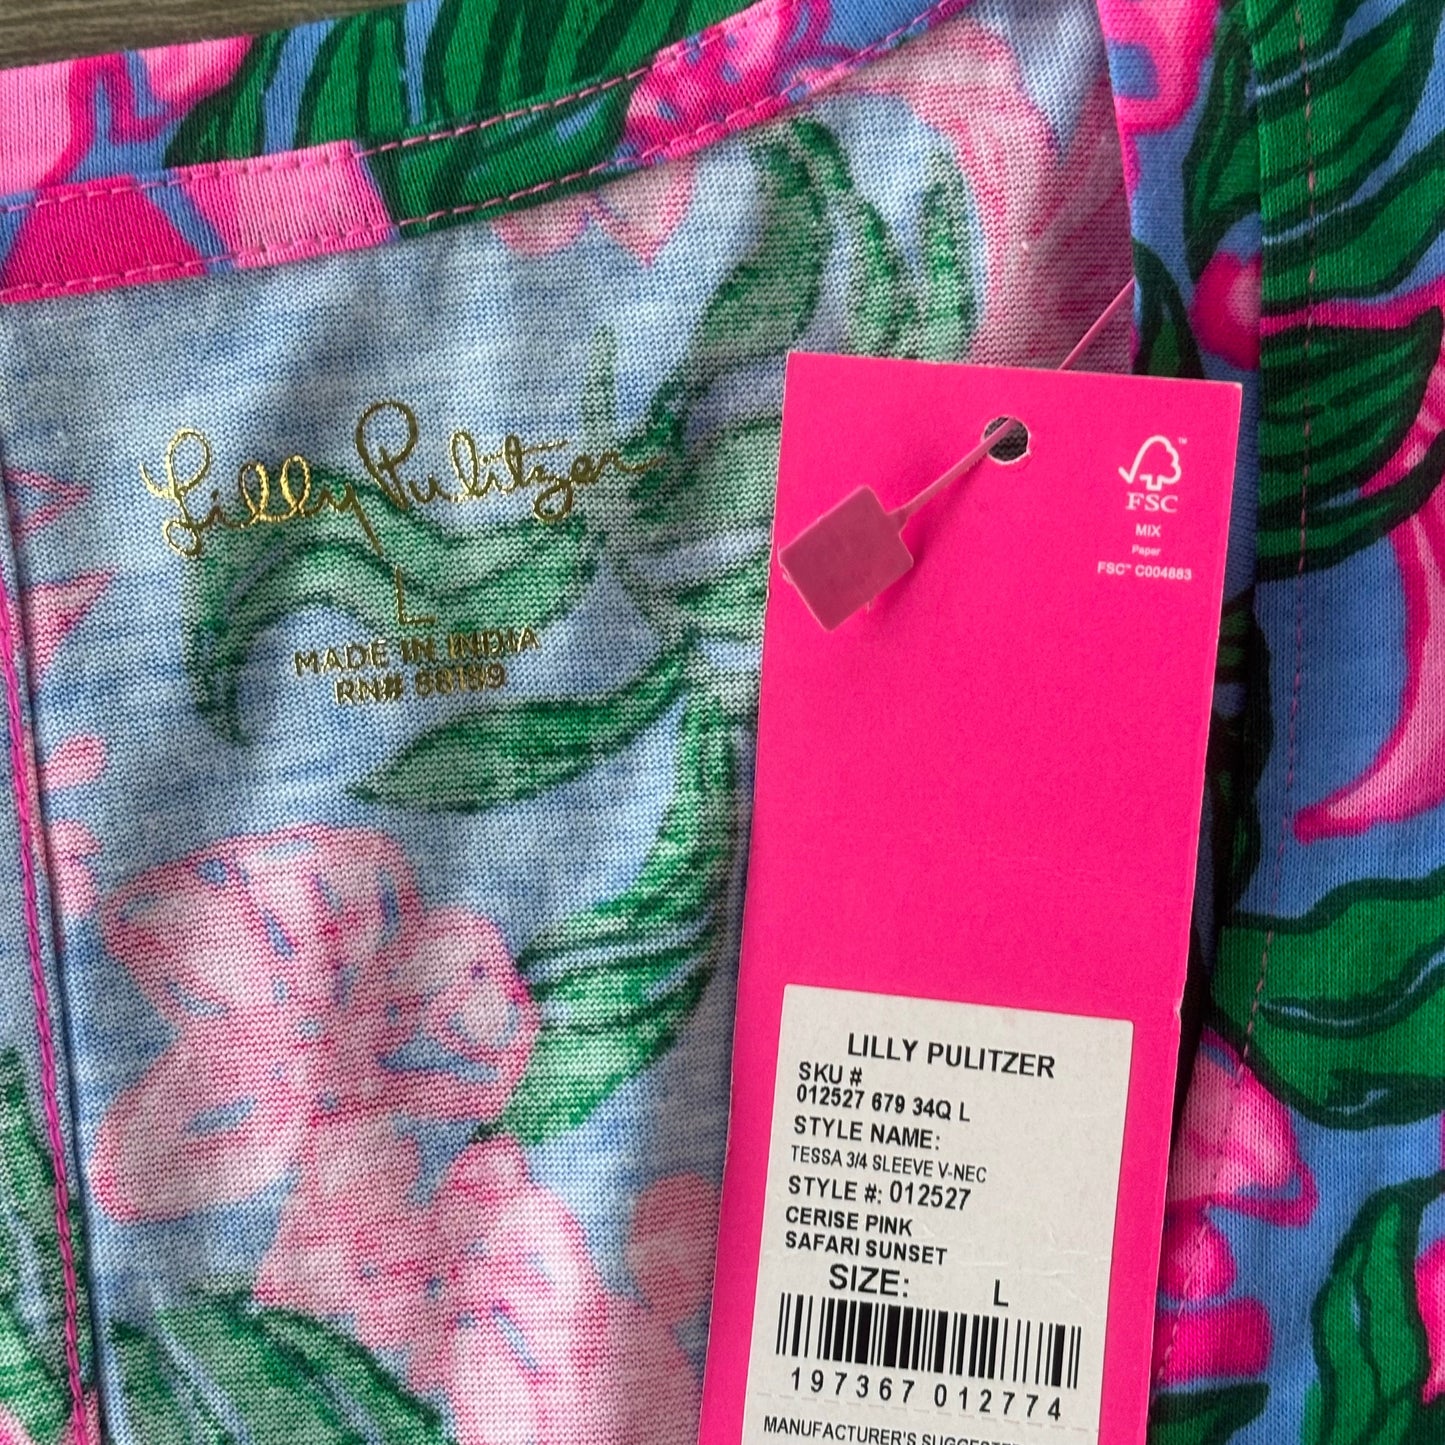 Lilly Pulitzer
L
MADE IN INDIA
RN# 58189
FSC
MIX
Paper
FSC™ C004883
LILLY PULITZER
SKU #
012527 679 34Q L
STYLE NAME:
TESSA 3/4 SLEEVE V-NEC
STYLE #: 012527
CERISE PINK
SAFARI SUNSET
SIZE: L
197367 012774
MANUFACTURER'S SUGGESTED